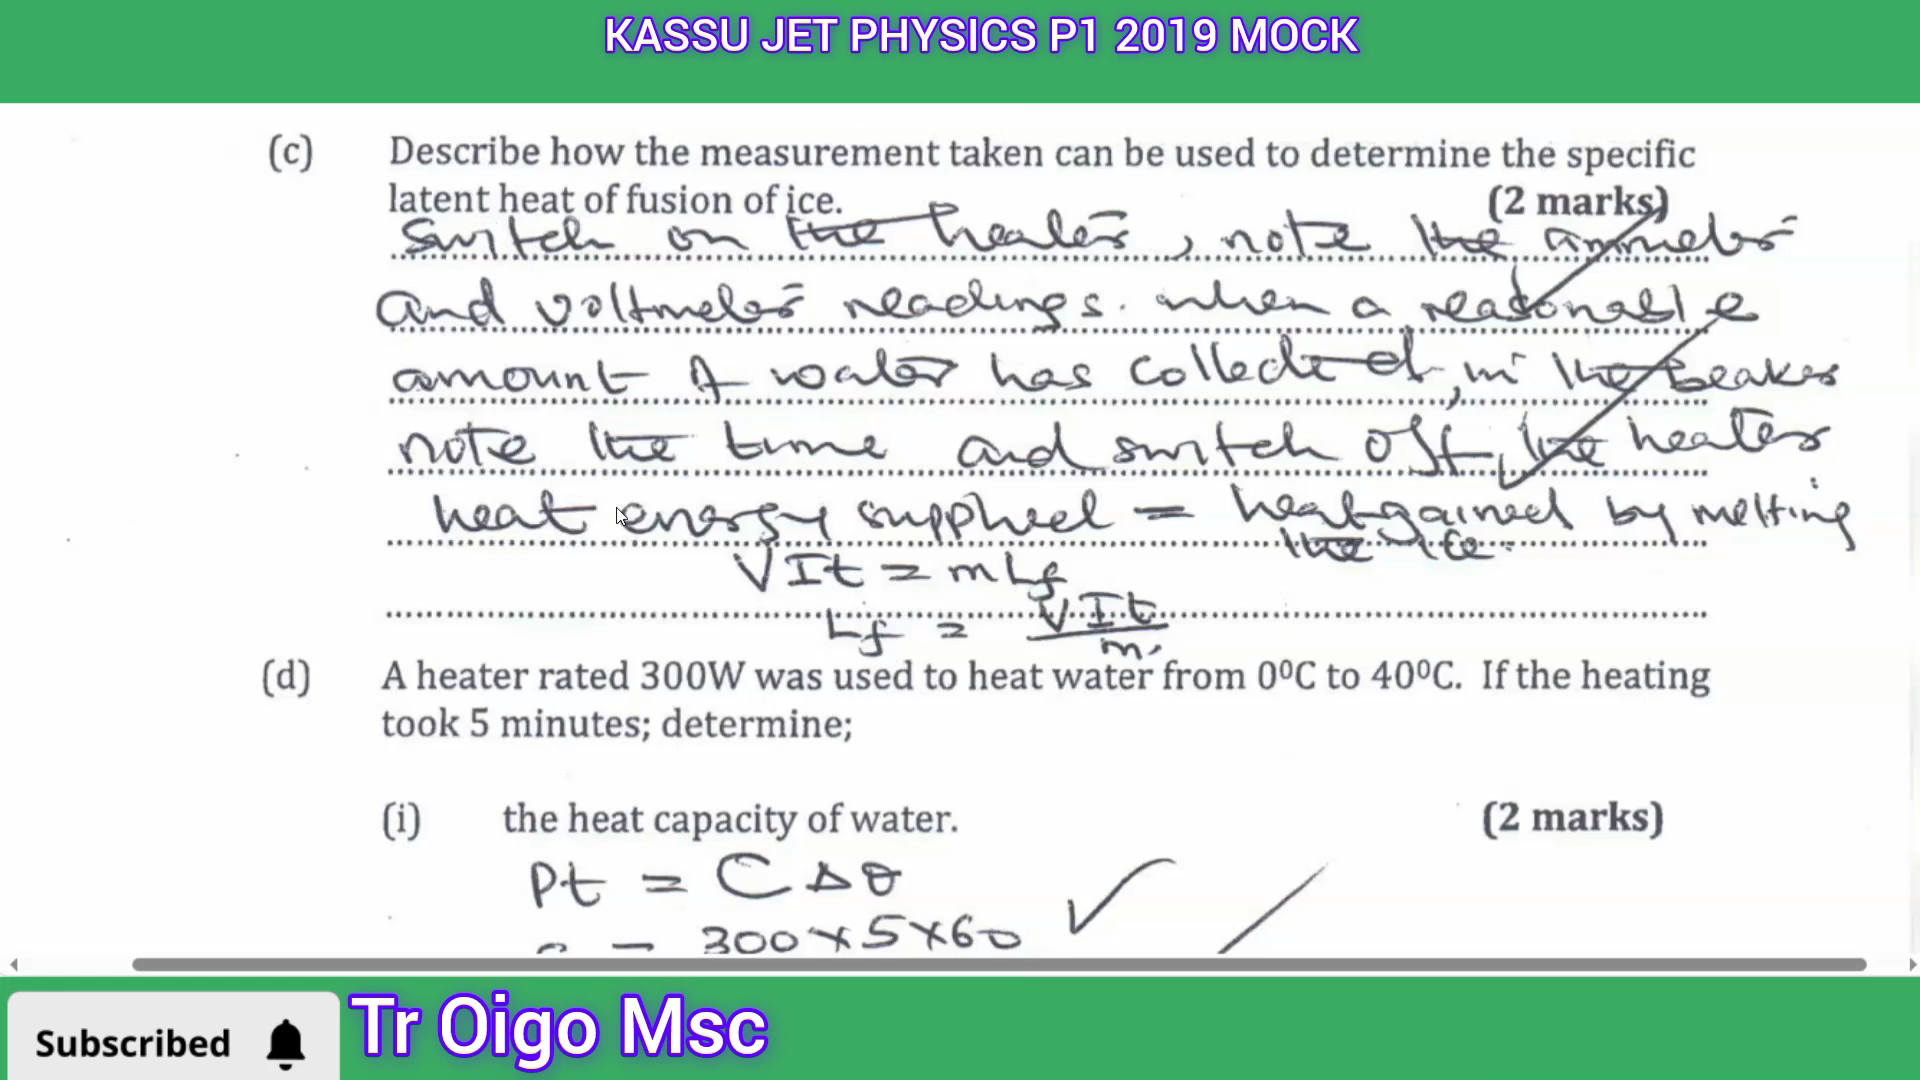 KASSU JET PHYSICS P1 2019 MOCK
(c) Describe how the measurement taken can be used to determine the specific
latent heat of fusion of ice. (2 marks)
Switch on the heater, note the ammeter
and voltmeter readings. when a reasonable
amount of water has collected, in the beaker
note the time and switch off, the heater
heat energy supplied = heat gained by melting
the ice.
VIt = mLf
Lf = VIt
m.
(d) A heater rated 300W was used to heat water from 0⁰C to 40⁰C. If the heating
took 5 minutes; determine;
(i) the heat capacity of water. (2 marks)
Pt = C Δθ
= 300 × 5 × 60
Subscribed
Tr Oigo Msc